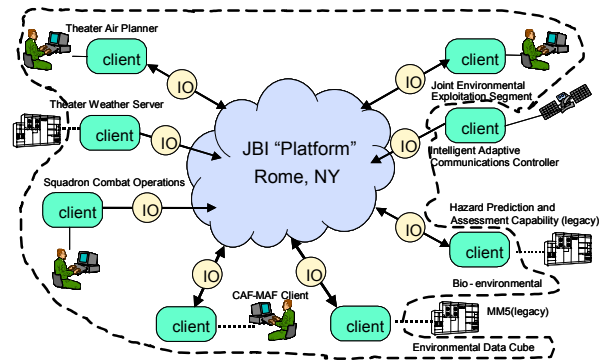 Theater Air Planner
client
IO
client
IO
Joint Environmental
Exploitation Segment
Theater Weather Server
client
IO
JBI “Platform”
Rome, NY
IO
client
Intelligent Adaptive
Communications Controller
Squadron Combat Operations
client
IO
Hazard Prediction and
Assessment Capability (legacy)
IO
client
Bio-environmental
IO
CAF-MAF Client
client
IO
client
MM5(legacy)
Environmental Data Cube